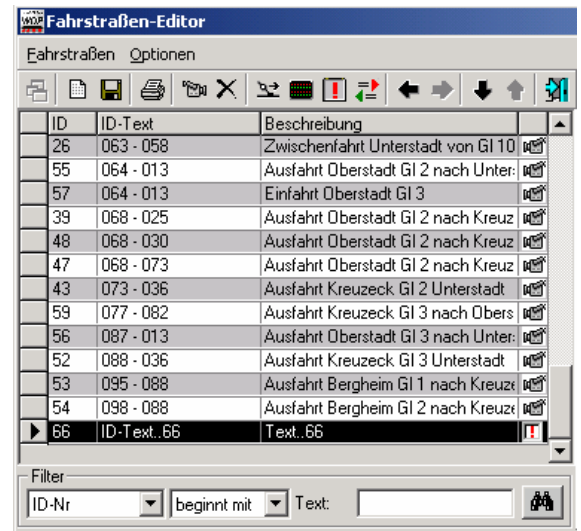 Fahrstraßen-Editor
Fahrstraßen Optionen
ID ID-Text Beschreibung
26 063 - 058 Zwischenfahrt Unterstadt von Gl 10
55 064 - 013 Ausfahrt Oberstadt Gl 2 nach Unter
57 064 - 013 Einfahrt Oberstadt Gl 3
39 068 - 025 Ausfahrt Oberstadt Gl 2 nach Kreuz
48 068 - 030 Ausfahrt Oberstadt Gl 2 nach Kreuz
47 068 - 073 Ausfahrt Oberstadt Gl 2 nach Kreuz
43 073 - 036 Ausfahrt Kreuzeck Gl 2 Unterstadt
59 077 - 082 Ausfahrt Kreuzeck Gl 3 nach Obers
56 087 - 013 Ausfahrt Oberstadt Gl 3 nach Unter
52 088 - 036 Ausfahrt Kreuzeck Gl 3 Unterstadt
53 095 - 088 Ausfahrt Bergheim Gl 1 nach Kreuze
54 098 - 088 Ausfahrt Bergheim Gl 2 nach Kreuze
66 ID-Text..66 Text..66
Filter
ID-Nr beginnt mit Text: